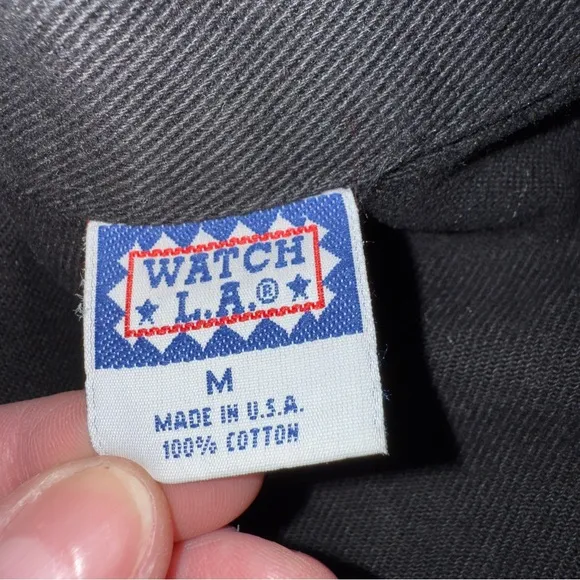 WATCH
L.A.®
M
MADE IN U.S.A.
100% COTTON